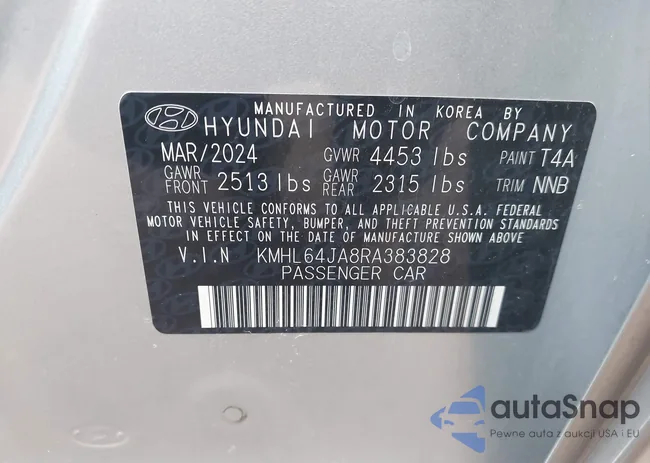 MANUFACTURED IN KOREA BY
HYUNDAI MOTOR COMPANY
MAR/2024 GVWR 4453 lbs PAINT T4A
GAWR FRONT 2513 lbs GAWR REAR 2315 lbs TRIM NNB
THIS VEHICLE CONFORMS TO ALL APPLICABLE U.S.A. FEDERAL
MOTOR VEHICLE SAFETY, BUMPER, AND THEFT PREVENTION STANDARDS
IN EFFECT ON THE DATE OF MANUFACTURE SHOWN ABOVE
V.I.N KMHL64JA8RA383828
PASSENGER CAR
autoSnap
Pewne auta z aukcji USA i EU